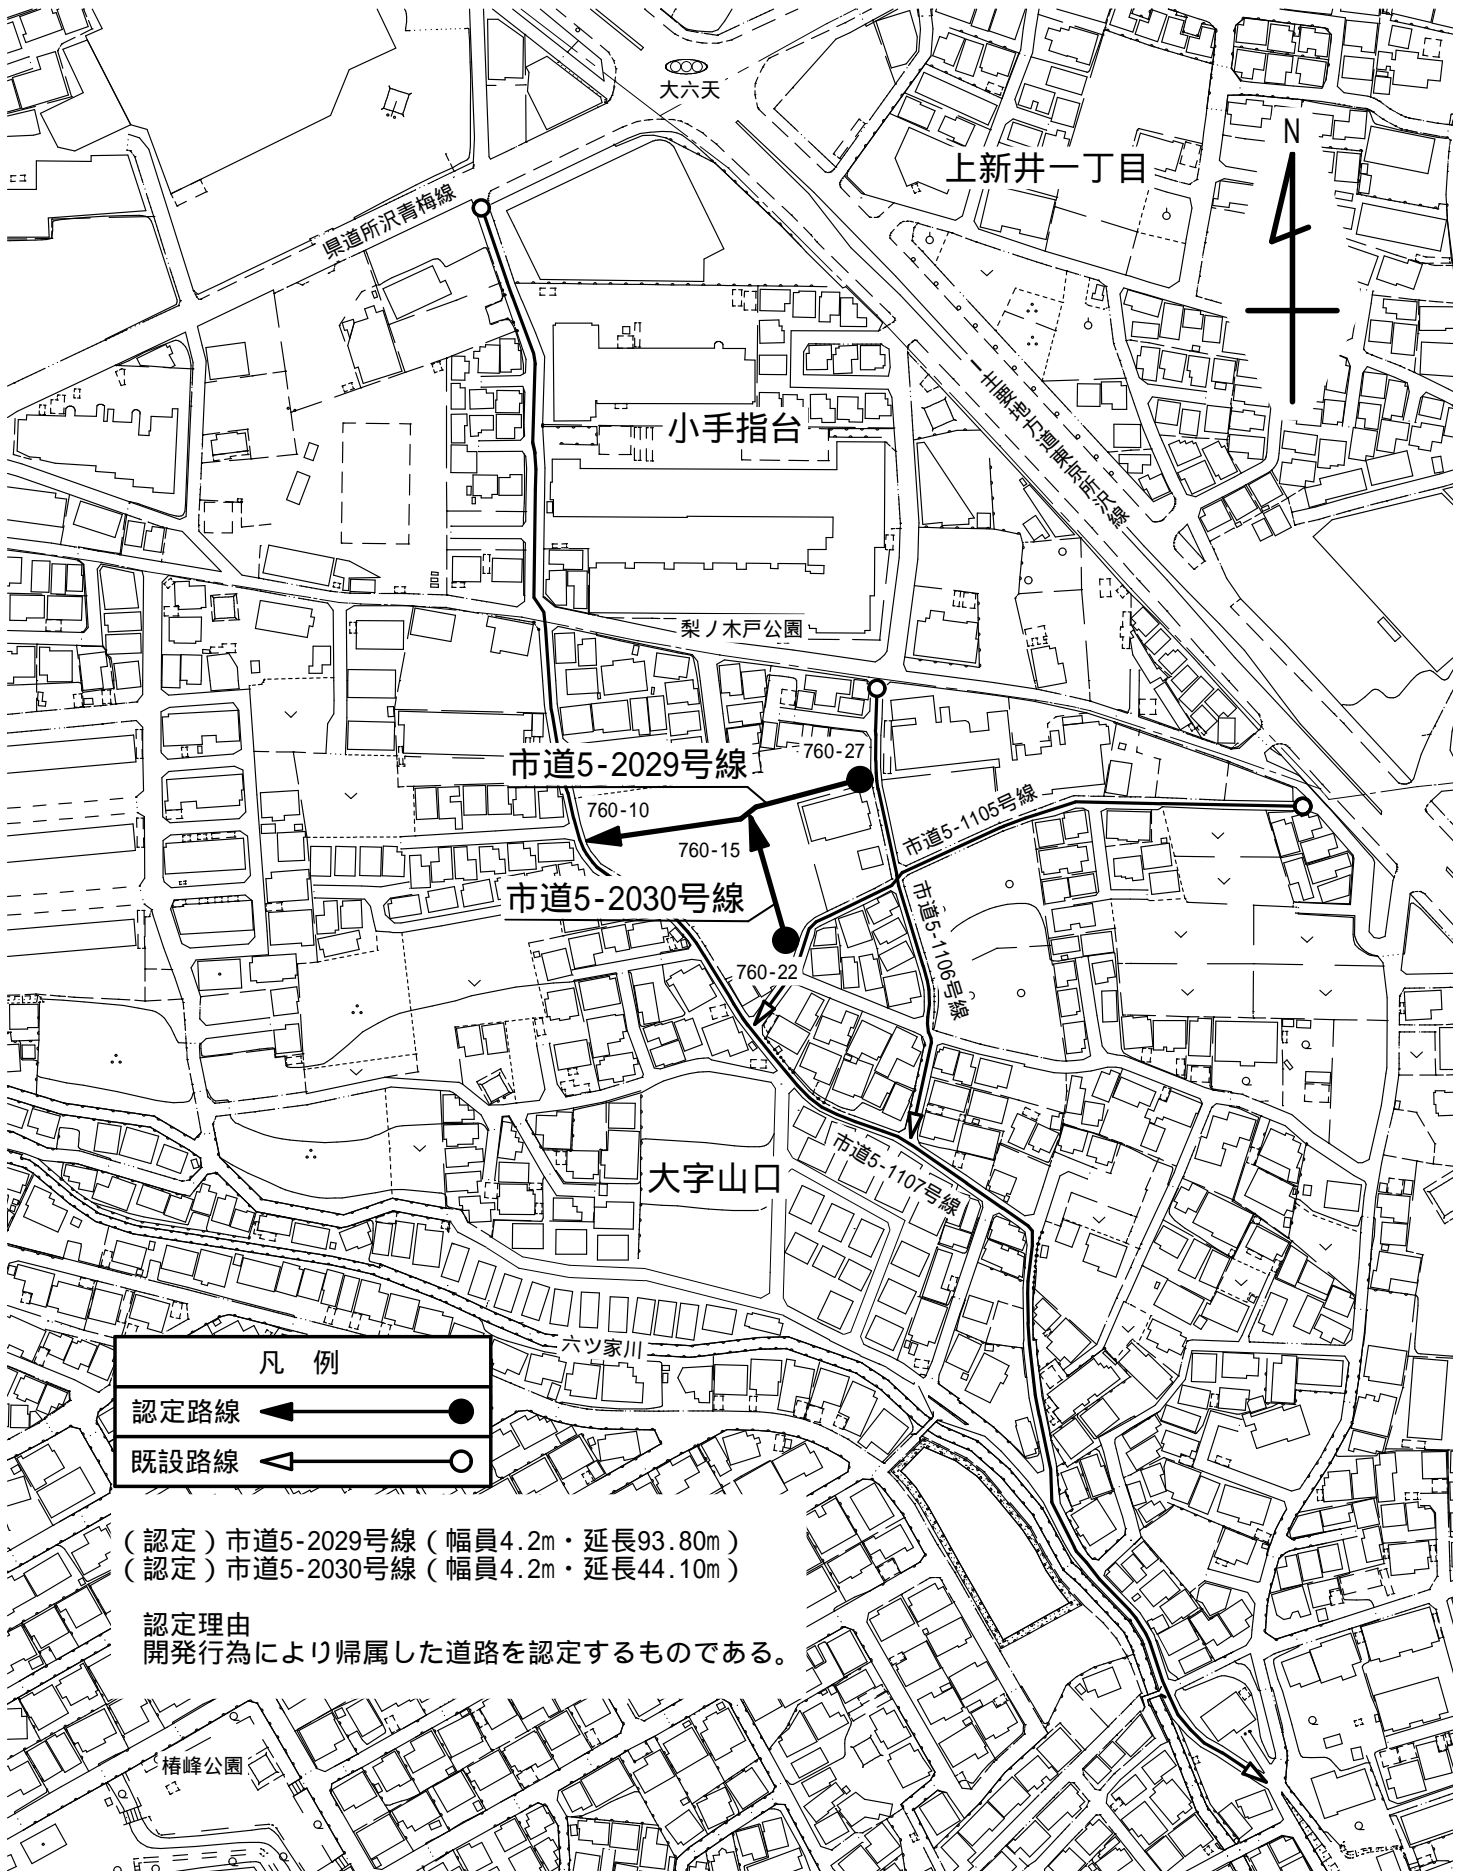 大六天
N
上新井一丁目
県道所沢青梅線
主要地方道東京所沢線
小手指台
梨ノ木戸公園
市道5-2029号線
760-27
760-10
市道5-1105号線
760-15
市道5-2030号線
市道5-1106号線
760-22
市道5-1107号線
大字山口
六ツ家川
凡 例
認定路線
既設路線
(認定)市道5-2029号線(幅員4.2m・延長93.80m)
(認定)市道5-2030号線(幅員4.2m・延長44.10m)
認定理由
開発行為により帰属した道路を認定するものである。
椿峰公園